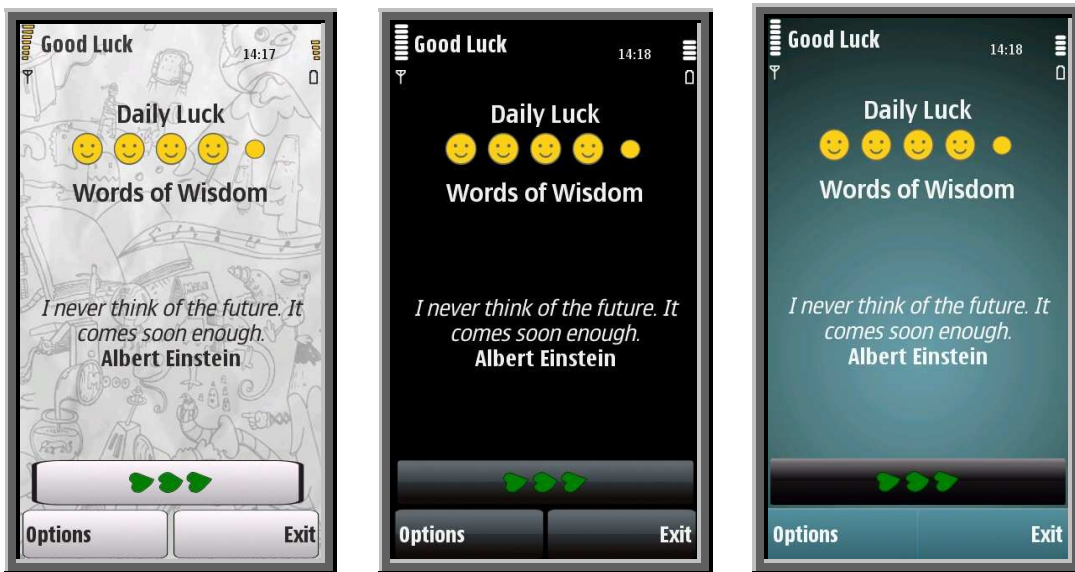 Good Luck
14:17
Daily Luck
Words of Wisdom
I never think of the future. It
comes soon enough.
Albert Einstein
Options Exit
Good Luck
14:18
Daily Luck
Words of Wisdom
I never think of the future. It
comes soon enough.
Albert Einstein
Options Exit
Good Luck
14:18
Daily Luck
Words of Wisdom
I never think of the future. It
comes soon enough.
Albert Einstein
Options Exit